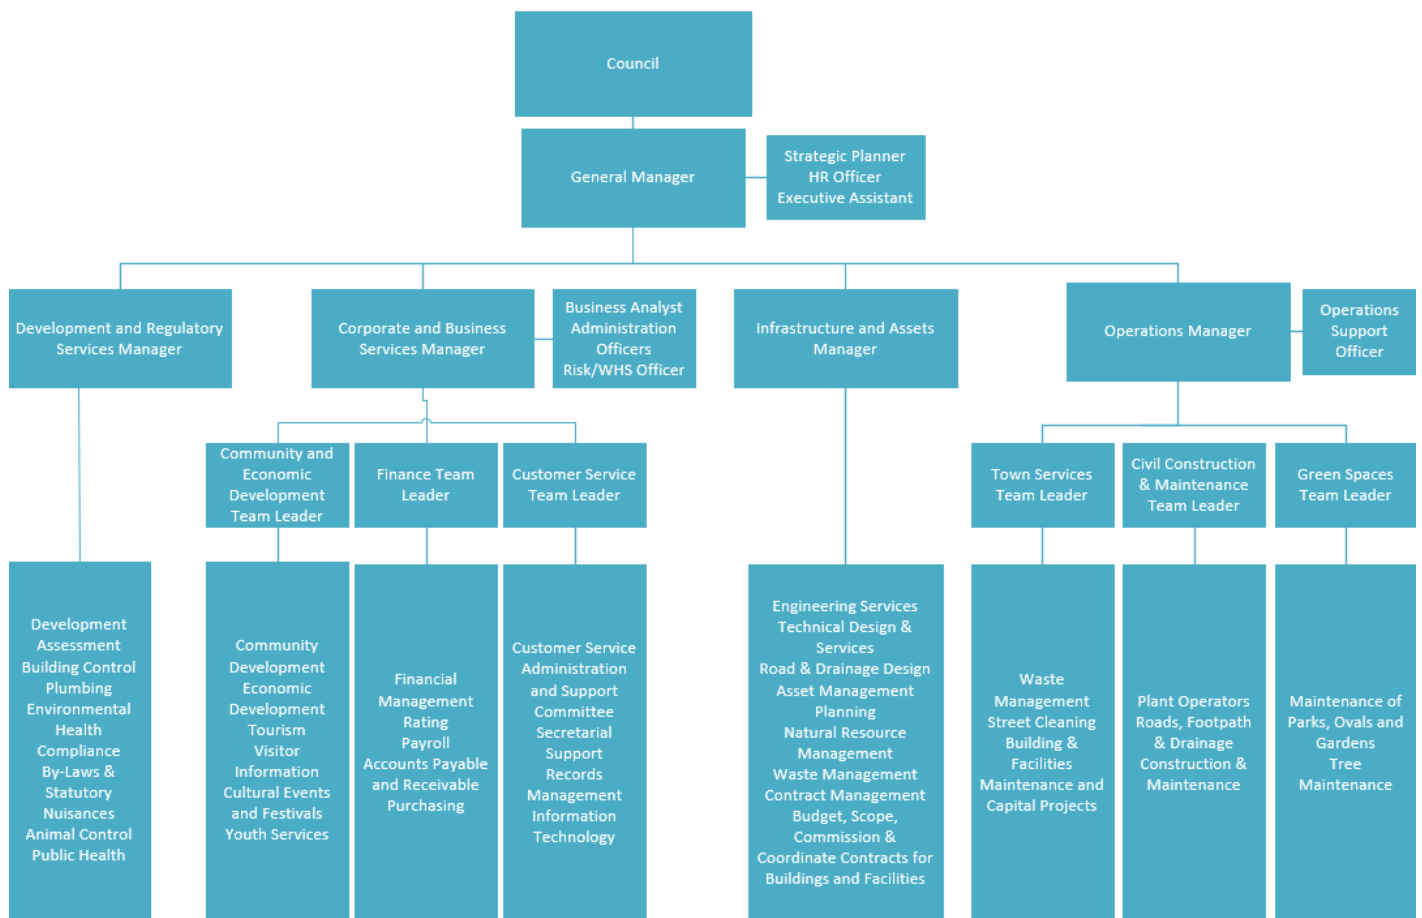 Council
General Manager
Strategic Planner
HR Officer
Executive Assistant
Development and Regulatory
Services Manager
Corporate and Business
Services Manager
Business Analyst
Administration
Officers
Risk/WHS Officer
Infrastructure and Assets
Manager
Operations Manager
Operations
Support
Officer
Community and
Economic
Development
Team Leader
Finance Team
Leader
Customer Service
Team Leader
Town Services
Team Leader
Civil Construction
& Maintenance
Team Leader
Green Spaces
Team Leader
Development
Assessment
Building Control
Plumbing
Environmental
Health
Compliance
By-Laws &
Statutory
Nuisances
Animal Control
Public Health
Community
Development
Economic
Development
Tourism
Visitor
Information
Cultural Events
and Festivals
Youth Services
Financial
Management
Rating
Payroll
Accounts Payable
and Receivable
Purchasing
Customer Service
Administration
and Support
Committee
Secretarial
Support
Records
Management
Information
Technology
Engineering Services
Technical Design &
Services
Road & Drainage Design
Asset Management
Planning
Natural Resource
Management
Waste Management
Contract Management
Budget, Scope,
Commission &
Coordinate Contracts for
Buildings and Facilities
Waste
Management
Street Cleaning
Building &
Facilities
Maintenance and
Capital Projects
Plant Operators
Roads, Footpath
& Drainage
Construction &
Maintenance
Maintenance of
Parks, Ovals and
Gardens
Tree
Maintenance